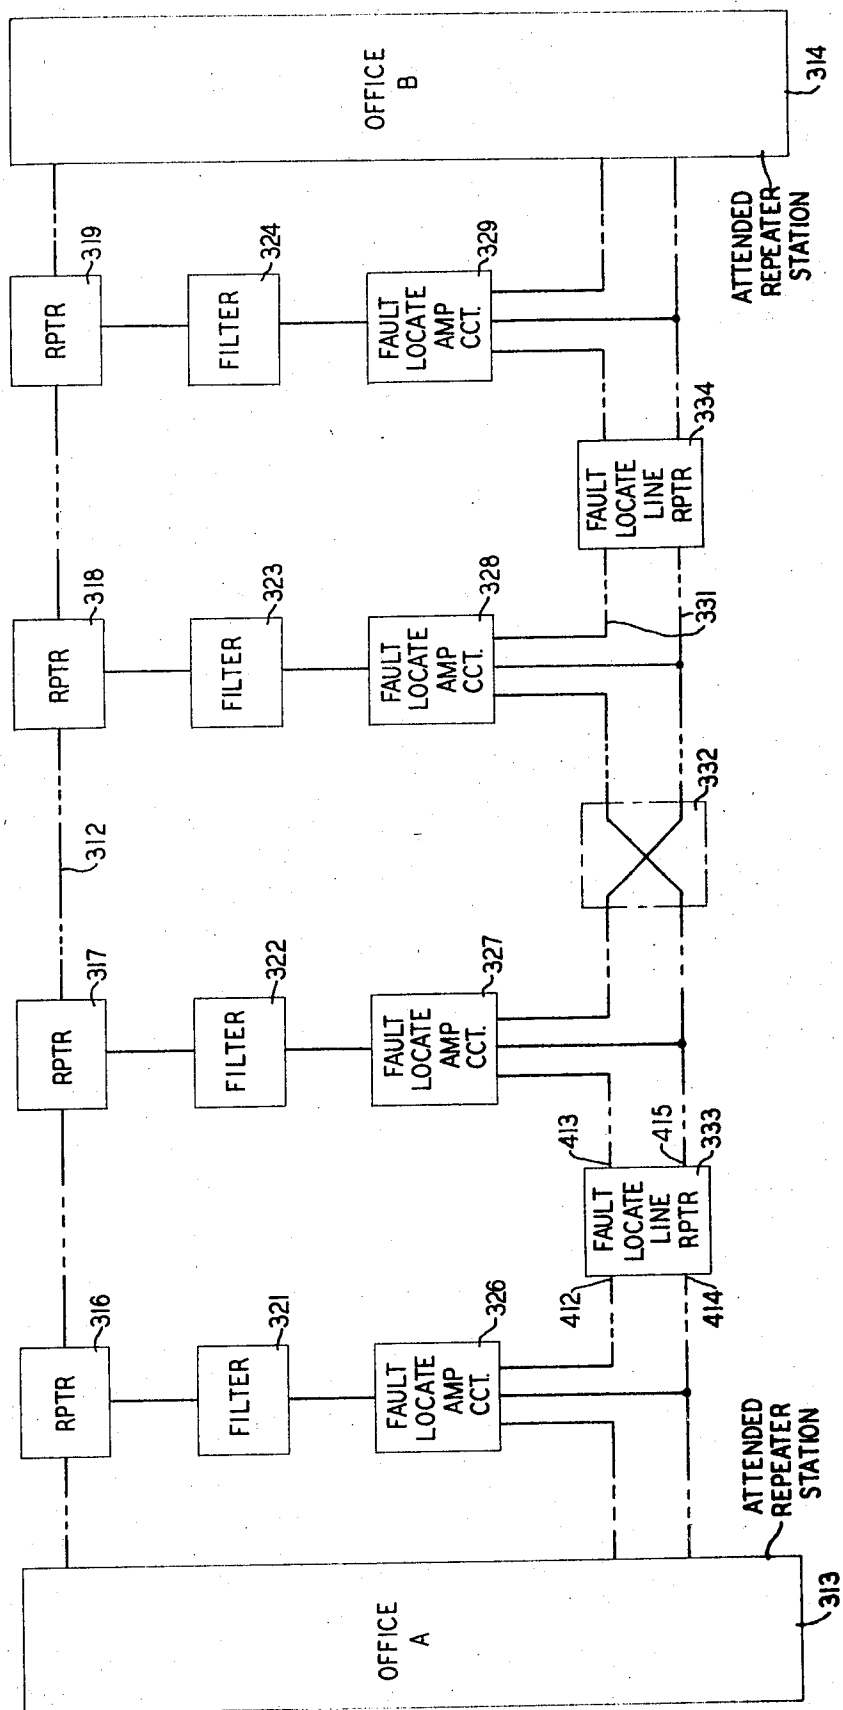 OFFICE
A
313
ATTENDED
REPEATER
STATION
RPTR
316
FILTER
321
FAULT
LOCATE
AMP
CCT.
326
412
414
FAULT
LOCATE
LINE
RPTR
333
413
415
RPTR
317
FILTER
322
FAULT
LOCATE
AMP
CCT.
327
312
332
RPTR
318
FILTER
323
FAULT
LOCATE
AMP
CCT.
328
331
FAULT
LOCATE
LINE
RPTR
334
RPTR
319
FILTER
324
FAULT
LOCATE
AMP
CCT.
329
ATTENDED
REPEATER
STATION
OFFICE
B
314